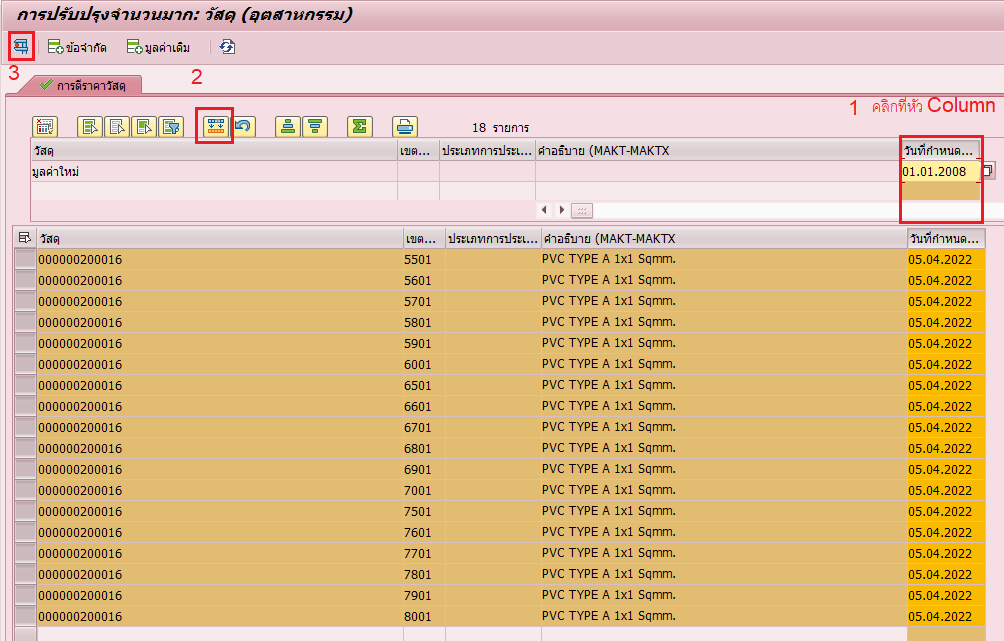 การปรับปรุงจำนวนมาก: วัสดุ (อุตสาหกรรม)
ข้อจำกัด มูลค่าเดิม
3 2
การตีราคาวัสดุ
1 คลิกที่หัว Column
18 รายการ
วัสดุ เขต... ประเภทการประเ... คำอธิบาย (MAKT-MAKTX วันที่กำหนด...
มูลค่าใหม่ 01.01.2008
วัสดุ เขต... ประเภทการประเ... คำอธิบาย (MAKT-MAKTX วันที่กำหนด...
000000200016 5501 PVC TYPE A 1x1 Sqmm. 05.04.2022
000000200016 5601 PVC TYPE A 1x1 Sqmm. 05.04.2022
000000200016 5701 PVC TYPE A 1x1 Sqmm. 05.04.2022
000000200016 5801 PVC TYPE A 1x1 Sqmm. 05.04.2022
000000200016 5901 PVC TYPE A 1x1 Sqmm. 05.04.2022
000000200016 6001 PVC TYPE A 1x1 Sqmm. 05.04.2022
000000200016 6501 PVC TYPE A 1x1 Sqmm. 05.04.2022
000000200016 6601 PVC TYPE A 1x1 Sqmm. 05.04.2022
000000200016 6701 PVC TYPE A 1x1 Sqmm. 05.04.2022
000000200016 6801 PVC TYPE A 1x1 Sqmm. 05.04.2022
000000200016 6901 PVC TYPE A 1x1 Sqmm. 05.04.2022
000000200016 7001 PVC TYPE A 1x1 Sqmm. 05.04.2022
000000200016 7501 PVC TYPE A 1x1 Sqmm. 05.04.2022
000000200016 7601 PVC TYPE A 1x1 Sqmm. 05.04.2022
000000200016 7701 PVC TYPE A 1x1 Sqmm. 05.04.2022
000000200016 7801 PVC TYPE A 1x1 Sqmm. 05.04.2022
000000200016 7901 PVC TYPE A 1x1 Sqmm. 05.04.2022
000000200016 8001 PVC TYPE A 1x1 Sqmm. 05.04.2022